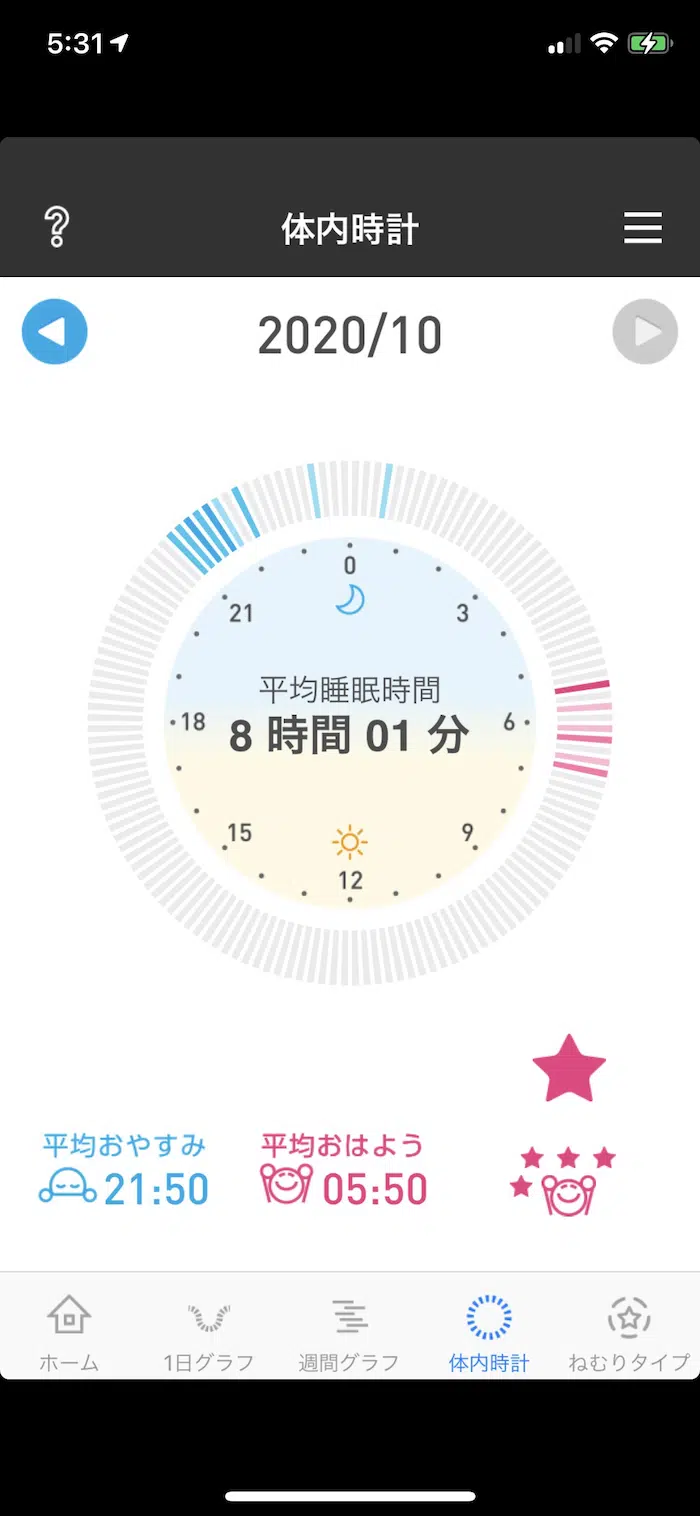 5:31
体内時計
2020/10
0
21
3
平均睡眠時間
18
8 時間 01 分
6
15
9
12
平均おやすみ
21:50
平均おはよう
05:50
ホーム
1日グラフ
週間グラフ
体内時計
ねむりタイプ